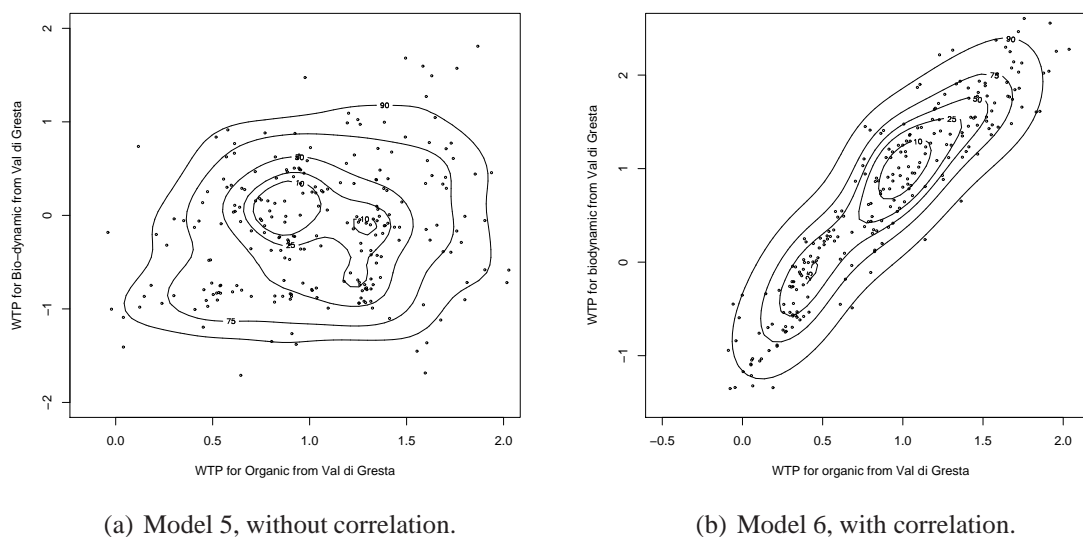 2
1
0
-1
-2
0.0 0.5 1.0 1.5 2.0
WTP for Bio-dynamic from Val di Gresta
WTP for Organic from Val di Gresta
90
50
10
10
25
75
(a) Model 5, without correlation.
2
1
0
-1
-0.5 0.0 0.5 1.0 1.5 2.0
WTP for biodynamic from Val di Gresta
WTP for organic from Val di Gresta
90
75
50
25
10
(b) Model 6, with correlation.